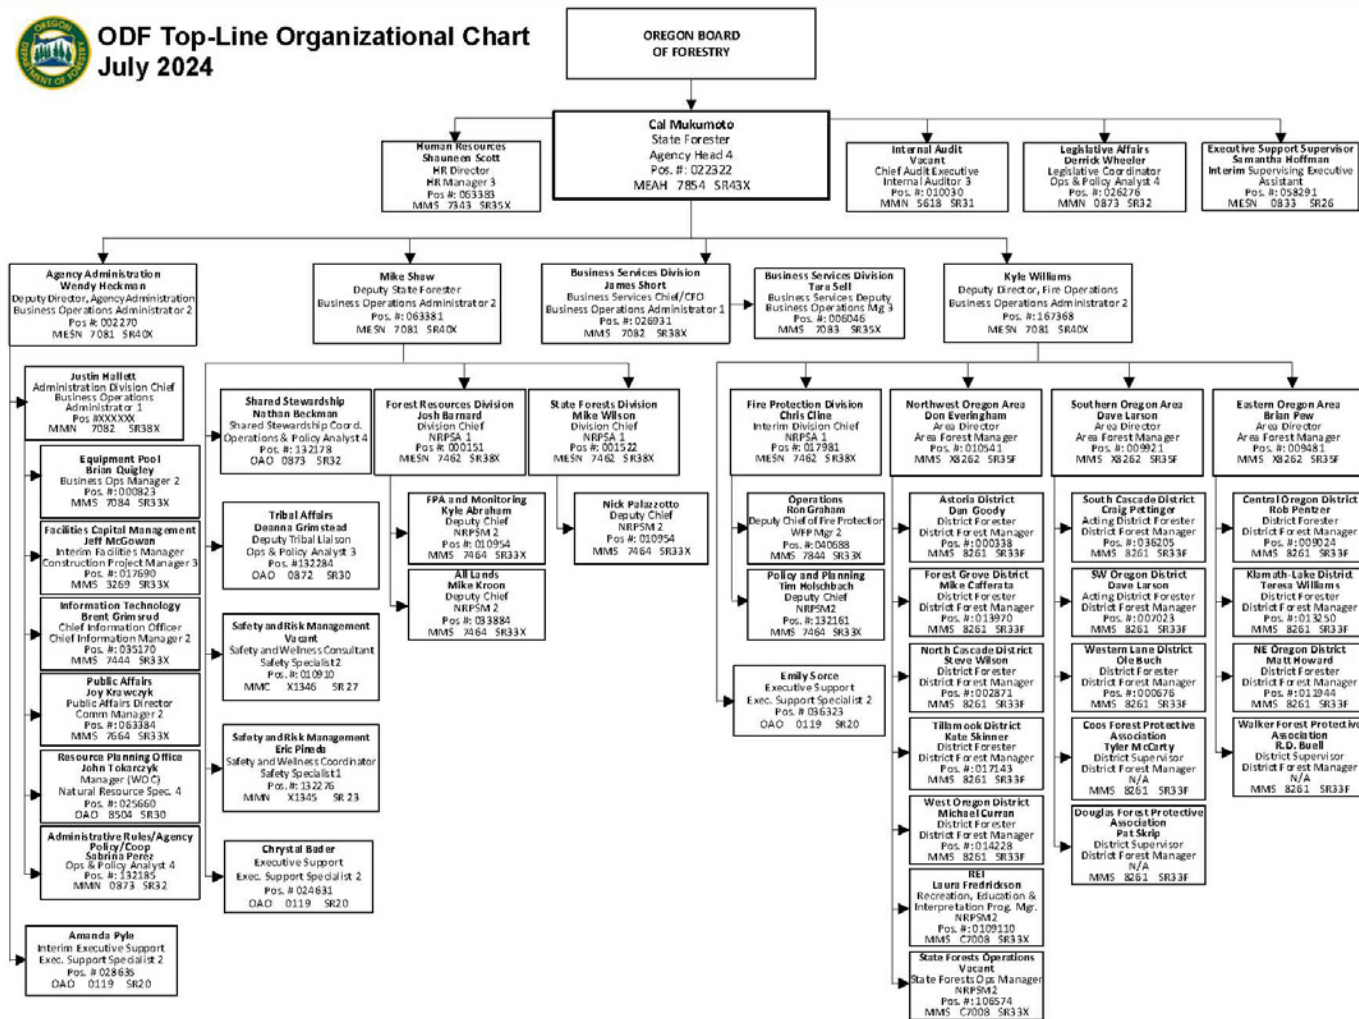 OREGON
DEPARTMENT OF FORESTRY
ODF Top-Line Organizational Chart
July 2024
OREGON BOARD
OF FORESTRY
Cal Mukumoto
State Forester
Agency Head 4
Pos. #: 022322
MEAH 7854 SR43X
Human Resources
Shauneen Scott
HR Director
HR Manager 3
Pos #: 063383
MMS 7343 SR35X
Internal Audit
Vacant
Chief Audit Executive
Internal Auditor 3
Pos. #: 010030
MMN 5618 SR31
Legislative Affairs
Derrick Wheeler
Legislative Coordinator
Ops & Policy Analyst 4
Pos. #: 026276
MMN 0873 SR32
Executive Support Supervisor
Samantha Hoffman
Interim Supervising Executive
Assistant
Pos. #: 058291
MESN 0833 SR26
Agency Administration
Wendy Heckman
Deputy Director, Agency Administration
Business Operations Administrator 2
Pos #: 002270
MESN 7081 SR40X
Mike Shaw
Deputy State Forester
Business Operations Administrator 2
Pos. #: 063381
MESN 7081 SR40X
Business Services Division
James Short
Business Services Chief/CFO
Business Operations Administrator 1
Pos. #: 026931
MMS 7082 SR38X
Business Services Division
Tara Sell
Business Services Deputy
Business Operations Mg 3
Pos. #: 006046
MMS 7083 SR35X
Kyle Williams
Deputy Director, Fire Operations
Business Operations Administrator 2
Pos. #: 167368
MESN 7081 SR40X
Justin Hallett
Administration Division Chief
Business Operations
Administrator 1
Pos #XXXXXX
MMN 7082 SR38X
Equipment Pool
Brian Quigley
Business Ops Manager 2
Pos. #: 000823
MMS 7084 SR33X
Facilities Capital Management
Jeff McGowan
Interim Facilities Manager
Construction Project Manager 3
Pos. #: 017690
MMS 3269 SR33X
Information Technology
Brent Grimsrud
Chief Information Officer
Chief Information Manager 2
Pos. #: 035170
MMS 7444 SR33X
Public Affairs
Joy Krawczyk
Public Affairs Director
Comm Manager 2
Pos. #: 063384
MMS 7664 SR33X
Resource Planning Office
John Tokarczyk
Manager (WOC)
Natural Resource Spec. 4
Pos. #: 025660
OAO 8504 SR30
Administrative Rules/Agency
Policy/Coop
Sabrina Perez
Ops & Policy Analyst 4
Pos. #: 132185
MMN 0873 SR32
Amanda Pyle
Interim Executive Support
Exec. Support Specialist 2
Pos. # 028635
OAO 0119 SR20
Shared Stewardship
Nathan Beckman
Shared Stewardship Coord.
Operations & Policy Analyst 4
Pos. #: 132178
OAO 0873 SR32
Tribal Affairs
Deanna Grimstead
Deputy Tribal Liaison
Ops & Policy Analyst 3
Pos. #132284
OAO 0872 SR30
Safety and Risk Management
Vacant
Safety and Wellness Consultant
Safety Specialist 2
Pos. #: 010910
MMC X1346 SR 27
Safety and Risk Management
Eric Pineda
Safety and Wellness Coordinator
Safety Specialist 1
Pos. #: 132276
MMN X1345 SR 23
Chrystal Bader
Executive Support
Exec. Support Specialist 2
Pos. # 024631
OAO 0119 SR20
Forest Resources Division
Josh Barnard
Division Chief
NRPSA 1
Pos #: 000151
MESN 7462 SR38X
FPA and Monitoring
Kyle Abraham
Deputy Chief
NRPSM 2
Pos. #: 010954
MMS 7464 SR33X
All Lands
Mike Kroon
Deputy Chief
NRPSM 2
Pos. #: 033884
MMS 7464 SR33X
State Forests Division
Mike Wilson
Division Chief
NRPSA 1
Pos #: 001522
MESN 7462 SR38X
Nick Palazzotto
Deputy Chief
NRPSM 2
Pos. #: 010954
MMS 7464 SR33X
Fire Protection Division
Chris Cline
Interim Division Chief
NRPSA 1
Pos #: 017981
MESN 7462 SR38X
Operations
Ron Graham
Deputy Chief of Fire Protection
WFP Mgr 2
Pos. #: 040688
MMS 7844 SR33X
Policy and Planning
Tim Holschbach
Deputy Chief
NRPSM2
Pos. #: 132161
MMS 7464 SR33X
Emily Sorce
Executive Support
Exec. Support Specialist 2
Pos. # 036323
OAO 0119 SR20
Northwest Oregon Area
Don Everingham
Area Director
Area Forest Manager
Pos. #: 010541
MMS X8262 SR35F
Astoria District
Dan Goody
District Forester
District Forest Manager
Pos. #: 000338
MMS 8261 SR33F
Forest Grove District
Mike Cafferata
District Forester
District Forest Manager
Pos. #: 013970
MMS 8261 SR33F
North Cascade District
Steve Wilson
District Forester
District Forest Manager
Pos. #: 002871
MMS 8261 SR33F
Tillamook District
Kate Skinner
District Forester
District Forest Manager
Pos. #: 017143
MMS 8261 SR33F
West Oregon District
Michael Curran
District Forester
District Forest Manager
Pos. #: 014228
MMS 8261 SR33F
REI
Laura Fredrickson
Recreation, Education &
Interpretation Prog. Mgr.
NRPSM2
Pos. #: 0109110
MMS C7008 SR33X
State Forests Operations
Vacant
State Forests Ops Manager
NRPSM2
Pos. #: 106574
MMS C7008 SR33X
Southern Oregon Area
Dave Larson
Area Director
Area Forest Manager
Pos. #: 009921
MMS X8262 SR35F
South Cascade District
Craig Pettinger
Acting District Forester
District Forest Manager
Pos. #: 036205
MMS 8261 SR33F
SW Oregon District
Dave Larson
Acting District Forester
District Forest Manager
Pos. #: 007023
MMS 8261 SR33F
Western Lane District
Ole Buch
District Forester
District Forest Manager
Pos. #: 000676
MMS 8261 SR33F
Coos Forest Protective
Association
Tyler McCarty
District Supervisor
District Forest Manager
N/A
MMS 8261 SR33F
Douglas Forest Protective
Association
Pat Skrip
District Supervisor
District Forest Manager
N/A
MMS 8261 SR33F
Eastern Oregon Area
Brian Pew
Area Director
Area Forest Manager
Pos. #: 009481
MMS X8262 SR35F
Central Oregon District
Rob Pentzer
District Forester
District Forest Manager
Pos. #: 009024
MMS 8261 SR33F
Klamath-Lake District
Teresa Williams
District Forester
District Forest Manager
Pos. #: 013250
MMS 8261 SR33F
NE Oregon District
Matt Howard
District Forester
District Forest Manager
Pos. #: 011944
MMS 8261 SR33F
Walker Forest Protective
Association
R.D. Buell
District Supervisor
District Forest Manager
N/A
MMS 8261 SR33F